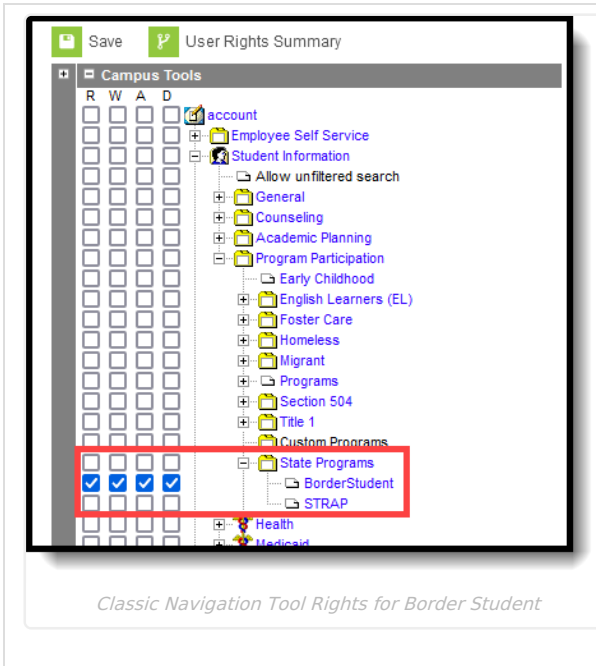 Save User Rights Summary
Campus Tools
R W A D
account
Employee Self Service
Student Information
Allow unfiltered search
General
Counseling
Academic Planning
Program Participation
Early Childhood
English Learners (EL)
Foster Care
Homeless
Migrant
Programs
Section 504
Title 1
Custom Programs
State Programs
BorderStudent
STRAP
Health
Medicaid
Classic Navigation Tool Rights for Border Student